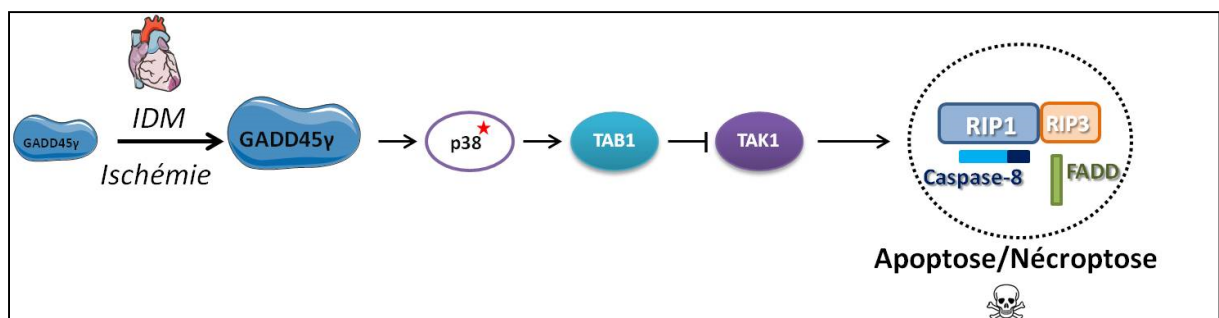 GADD45γ
IDM
Ischémie
GADD45γ
p38
TAB1
TAK1
RIP1
RIP3
Caspase-8
FADD
Apoptose/Nécroptose